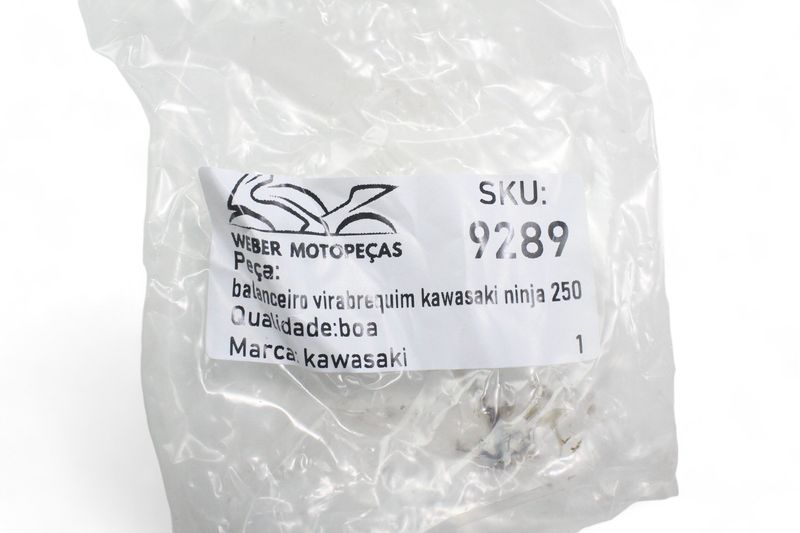 WEBER MOTOPEÇAS
SKU:
9289
Peça:
balanceiro virabrequim kawasaki ninja 250
Qualidade:boa
Marca: kawasaki
1